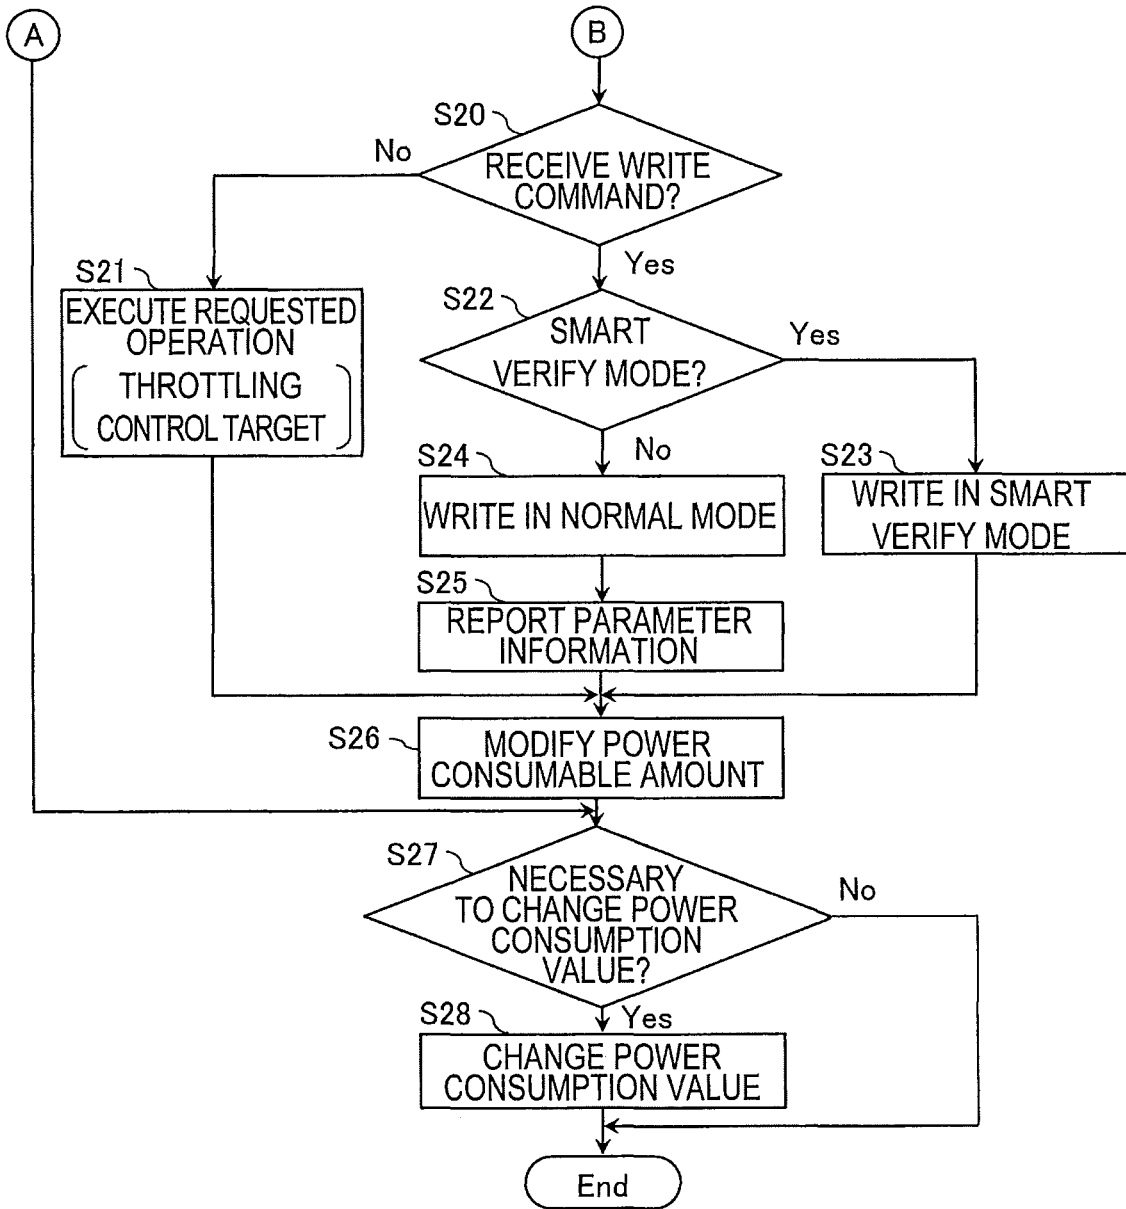 A
B
S20
No
RECEIVE WRITE
COMMAND?
Yes
S21
EXECUTE REQUESTED
OPERATION
THROTTLING
CONTROL TARGET
S22
SMART
VERIFY MODE?
Yes
No
S24
WRITE IN NORMAL MODE
S23
WRITE IN SMART
VERIFY MODE
S25
REPORT PARAMETER
INFORMATION
S26
MODIFY POWER
CONSUMABLE AMOUNT
S27
NECESSARY
TO CHANGE POWER
CONSUMPTION
VALUE?
No
Yes
S28
CHANGE POWER
CONSUMPTION VALUE
End